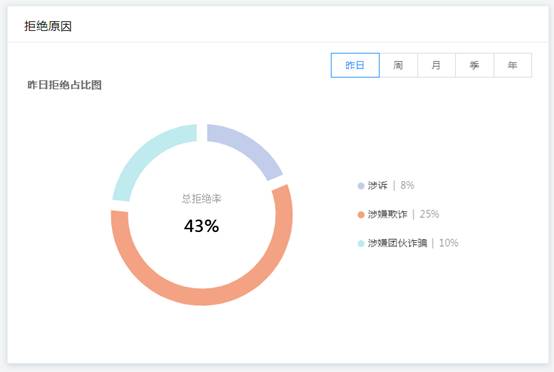 拒绝原因
昨日 周 月 季 年
昨日拒绝占比图
总拒绝率
43%
涉诉 | 8%
涉嫌欺诈 | 25%
涉嫌团伙诈骗 | 10%